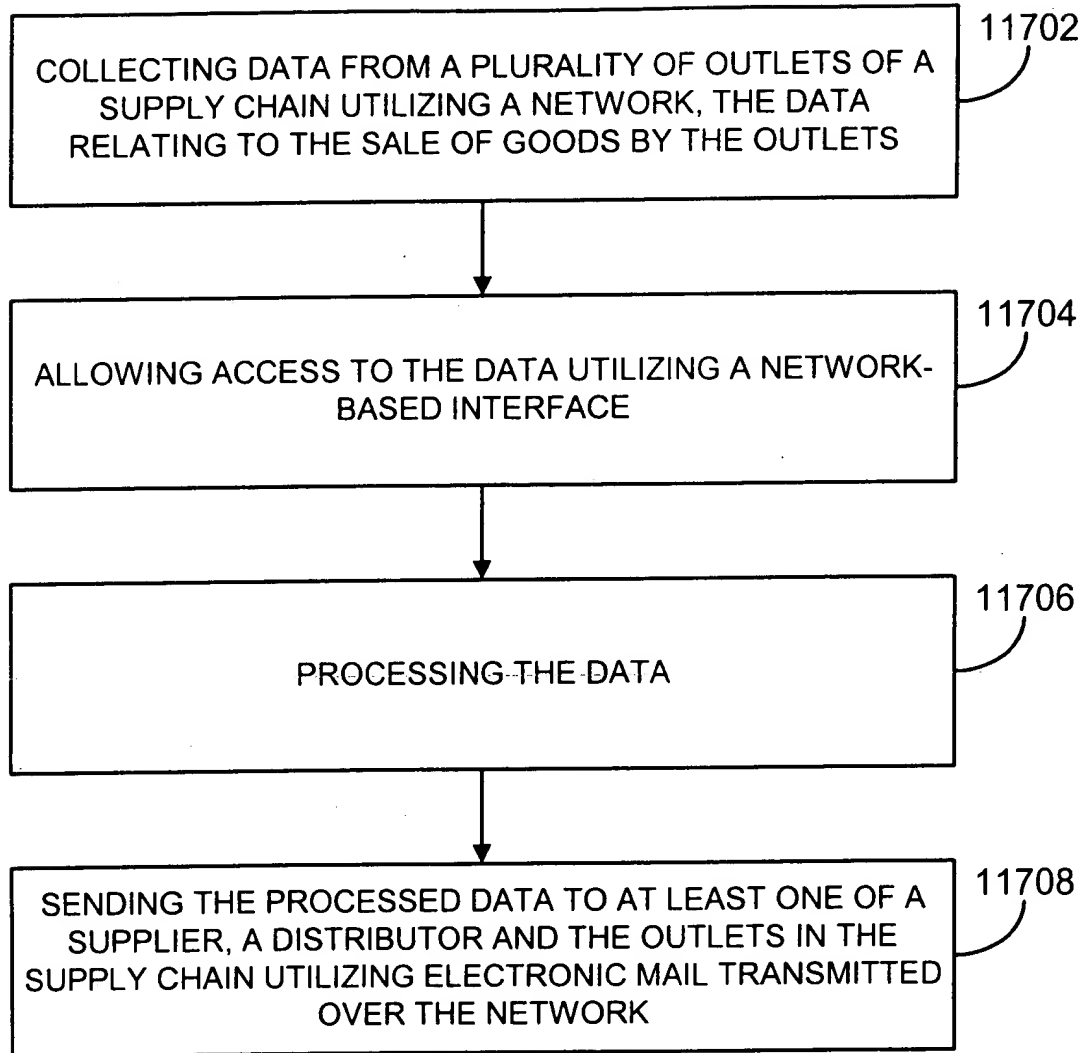 11702
COLLECTING DATA FROM A PLURALITY OF OUTLETS OF A
SUPPLY CHAIN UTILIZING A NETWORK, THE DATA
RELATING TO THE SALE OF GOODS BY THE OUTLETS
11704
ALLOWING ACCESS TO THE DATA UTILIZING A NETWORK-
BASED INTERFACE
11706
PROCESSING THE DATA
11708
SENDING THE PROCESSED DATA TO AT LEAST ONE OF A
SUPPLIER, A DISTRIBUTOR AND THE OUTLETS IN THE
SUPPLY CHAIN UTILIZING ELECTRONIC MAIL TRANSMITTED
OVER THE NETWORK